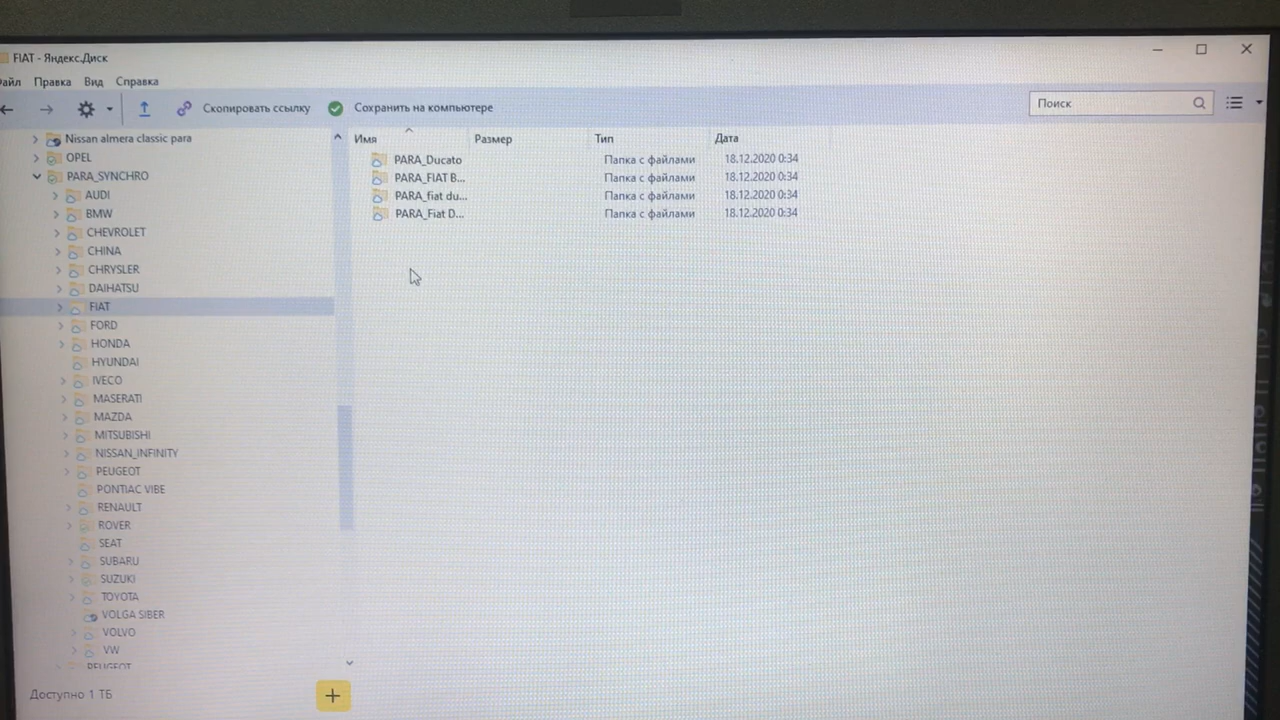 FIAT - Яндекс.Диск
айл Правка Вид Справка
Скопировать ссылку Сохранить на компьютере Поиск
Nissan almera classic para
OPEL
PARA_SYNCHRO
AUDI
BMW
CHEVROLET
CHINA
CHRYSLER
DAIHATSU
FIAT
FORD
HONDA
HYUNDAI
IVECO
MASERATI
MAZDA
MITSUBISHI
NISSAN_INFINITY
PEUGEOT
PONTIAC VIBE
RENAULT
ROVER
SEAT
SUBARU
SUZUKI
TOYOTA
VOLGA SIBER
VOLVO
VW
PEUGEOT
Доступно 1 ТБ
Имя Размер Тип Дата
PARA_Ducato Папка с файлами 18.12.2020 0:34
PARA_FIAT B... Папка с файлами 18.12.2020 0:34
PARA_fiat du... Папка с файлами 18.12.2020 0:34
PARA_Fiat D... Папка с файлами 18.12.2020 0:34